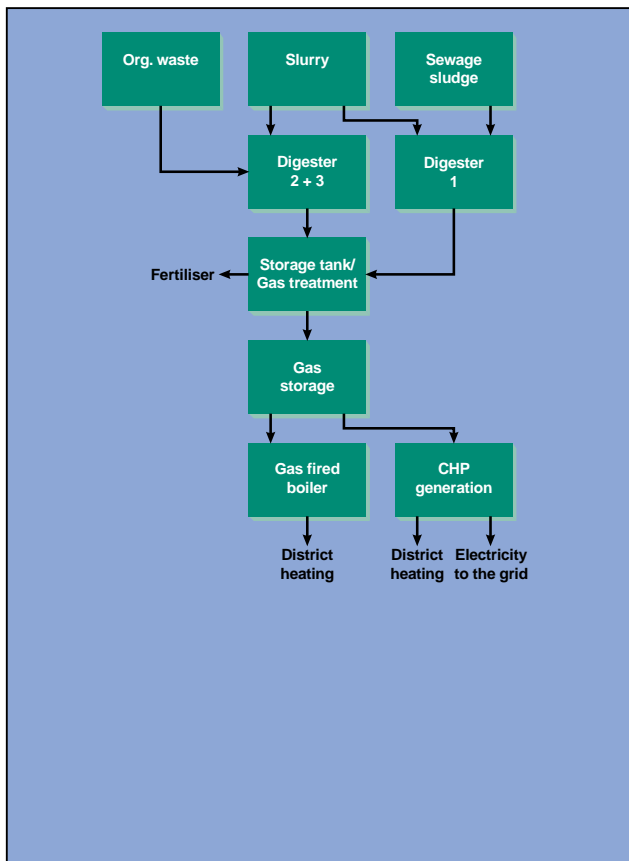 Org. waste
Slurry
Sewage
sludge
Digester
2 + 3
Digester
1
Fertiliser
Storage tank/
Gas treatment
Gas
storage
Gas fired
boiler
CHP
generation
District
heating
District
heating
Electricity
to the grid